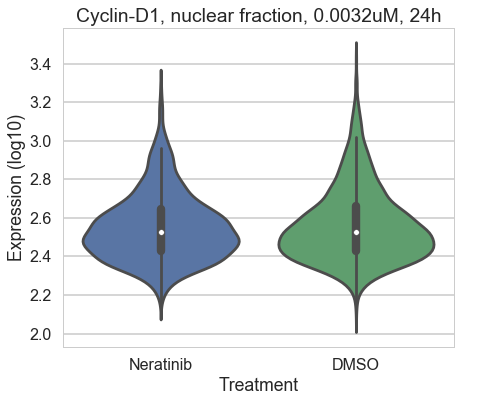 Cyclin-D1, nuclear fraction, 0.0032uM, 24h
Expression (log10)
3.4
3.2
3.0
2.8
2.6
2.4
2.2
2.0
Neratinib DMSO
Treatment